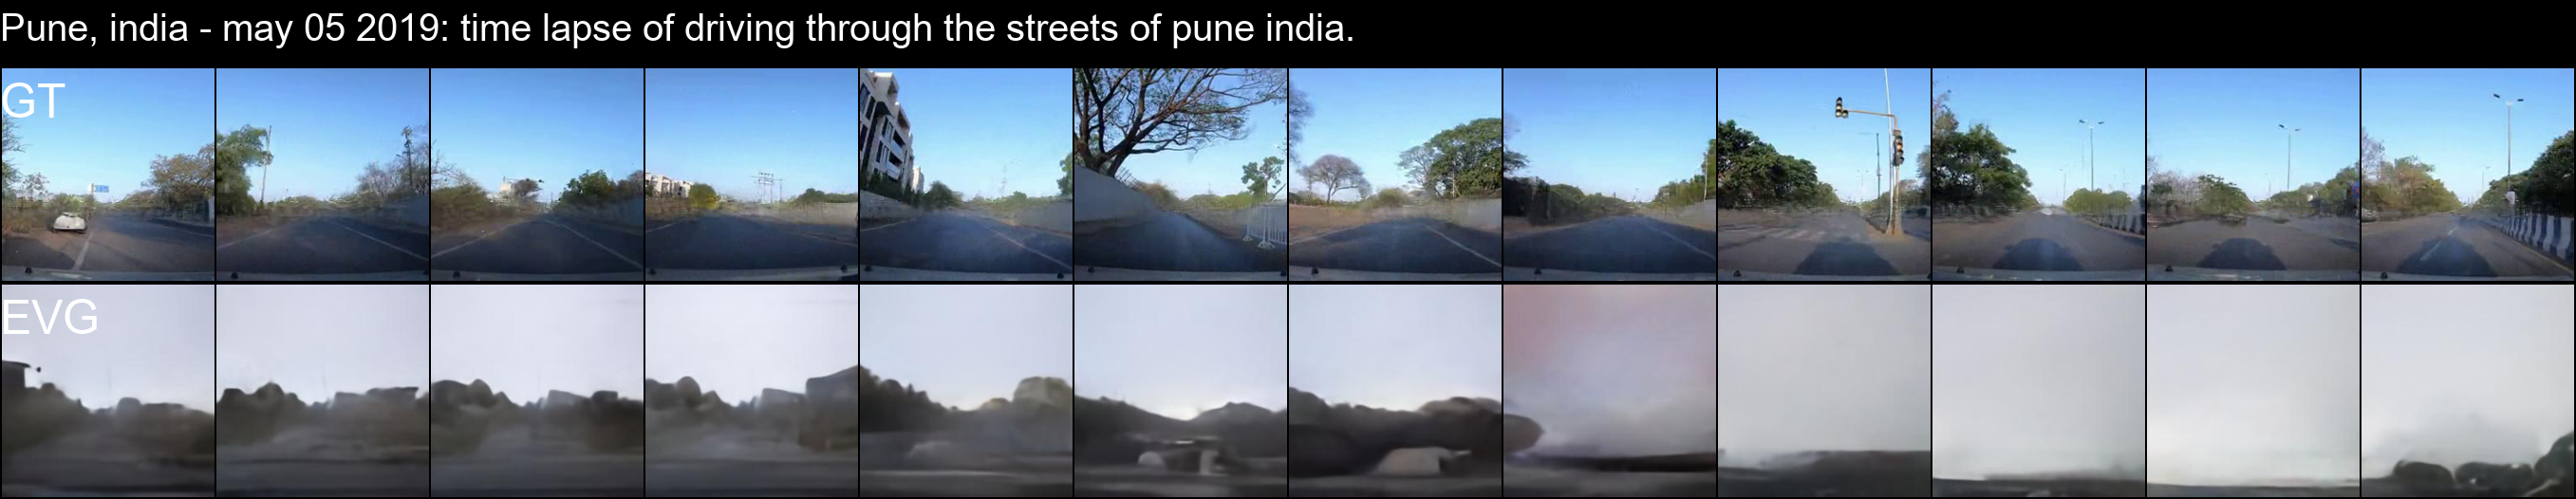 Pune, india - may 05 2019: time lapse of driving through the streets of pune india.
GT
EVG